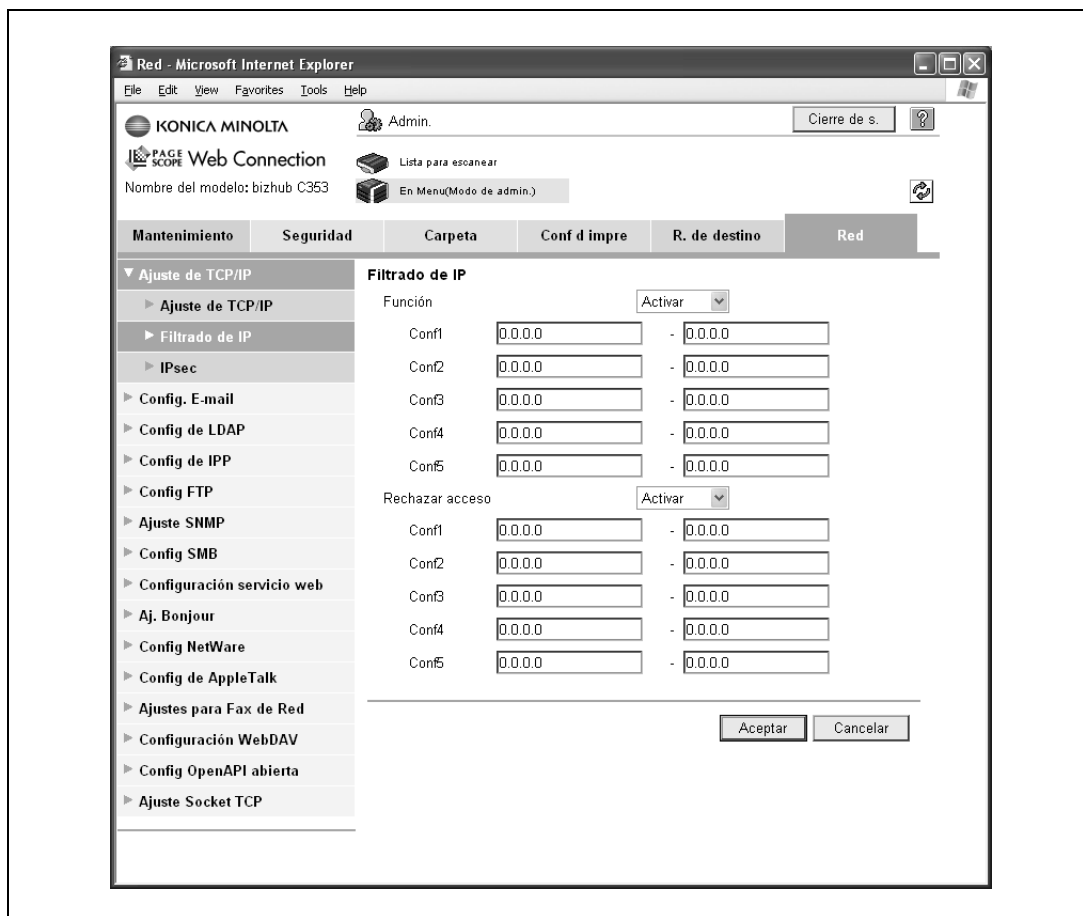 Red - Microsoft Internet Explorer
File Edit View Favorites Tools Help
KONICA MINOLTA
Admin.
Cierre de s.
?
PAGE SCOPE Web Connection
Lista para escanear
Nombre del modelo: bizhub C353
En Menu(Modo de admin.)
Mantenimiento Seguridad Carpeta Conf d impre R. de destino Red
Ajuste de TCP/IP
Ajuste de TCP/IP
Filtrado de IP
IPsec
Config. E-mail
Config de LDAP
Config de IPP
Config FTP
Ajuste SNMP
Config SMB
Configuración servicio web
Aj. Bonjour
Config NetWare
Config de AppleTalk
Ajustes para Fax de Red
Configuración WebDAV
Config OpenAPI abierta
Ajuste Socket TCP
Filtrado de IP
Función Activar
Conf1 0.0.0.0 - 0.0.0.0
Conf2 0.0.0.0 - 0.0.0.0
Conf3 0.0.0.0 - 0.0.0.0
Conf4 0.0.0.0 - 0.0.0.0
Conf5 0.0.0.0 - 0.0.0.0
Rechazar acceso Activar
Conf1 0.0.0.0 - 0.0.0.0
Conf2 0.0.0.0 - 0.0.0.0
Conf3 0.0.0.0 - 0.0.0.0
Conf4 0.0.0.0 - 0.0.0.0
Conf5 0.0.0.0 - 0.0.0.0
Aceptar Cancelar